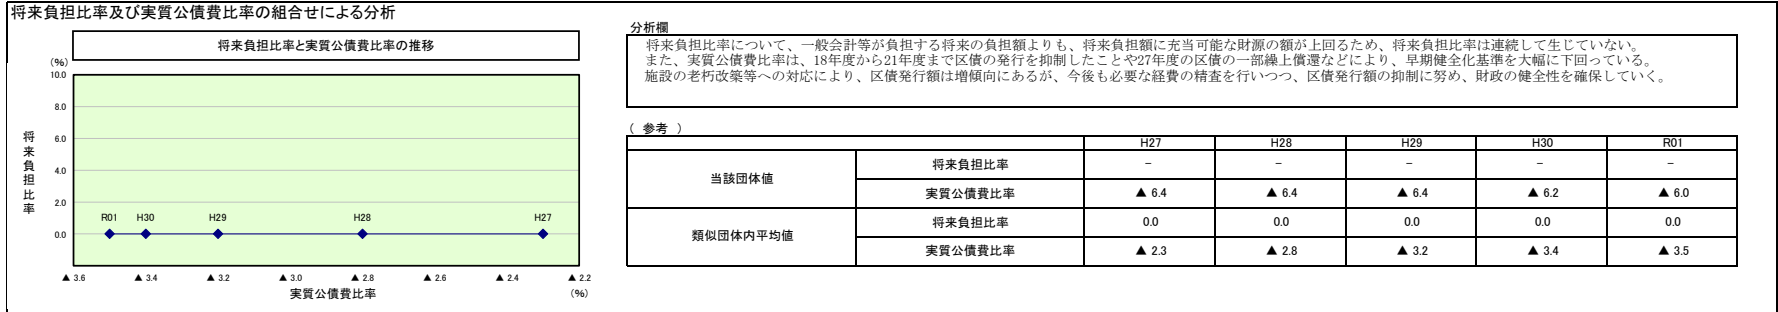 将来負担比率及び実質公債費比率の組合せによる分析
将来負担比率と実質公債費比率の推移
(%)
10.0
8.0
6.0
4.0
2.0
0.0
将来負担比率
R01 H30 H29 H28 H27
▲ 3.6 ▲ 3.4 ▲ 3.2 ▲ 3.0 ▲ 2.8 ▲ 2.6 ▲ 2.4 ▲ 2.2
実質公債費比率
(%)
分析欄
将来負担比率について、一般会計等が負担する将来の負担額よりも、将来負担額に充当可能な財源の額が上回るため、将来負担比率は連続して生じていない。
また、実質公債費比率は、18年度から21年度まで区債の発行を抑制したことや27年度の区債の一部繰上償還などにより、早期健全化基準を大幅に下回っている。
施設の老朽改築等への対応により、区債発行額は増傾向にあるが、今後も必要な経費の精査を行いつつ、区債発行額の抑制に努め、財政の健全性を確保していく。
( 参考 )
H27 H28 H29 H30 R01
当該団体値
将来負担比率 － － － － －
実質公債費比率 ▲ 6.4 ▲ 6.4 ▲ 6.4 ▲ 6.2 ▲ 6.0
類似団体内平均値
将来負担比率 0.0 0.0 0.0 0.0 0.0
実質公債費比率 ▲ 2.3 ▲ 2.8 ▲ 3.2 ▲ 3.4 ▲ 3.5